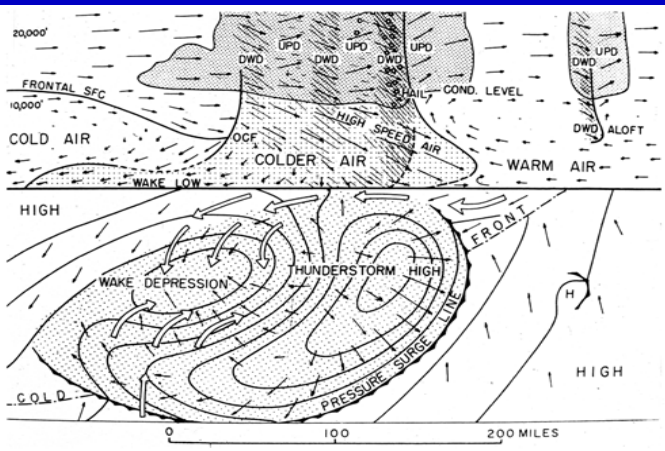 20,000'
UPD
UPD
UPD
DWD
DWD
DWD
DWD
UPD
FRONTAL SFC
10,000'
HAIL
COND. LEVEL
HIGH SPEED AIR
DWD
ALOFT
COLD AIR
OCF
COLDER AIR
WARM AIR
WAKE LOW
HIGH
FRONT
THUNDERSTORM HIGH
WAKE DEPRESSION
H
PRESSURE SURGE LINE
HIGH
COLD
0
100
200 MILES